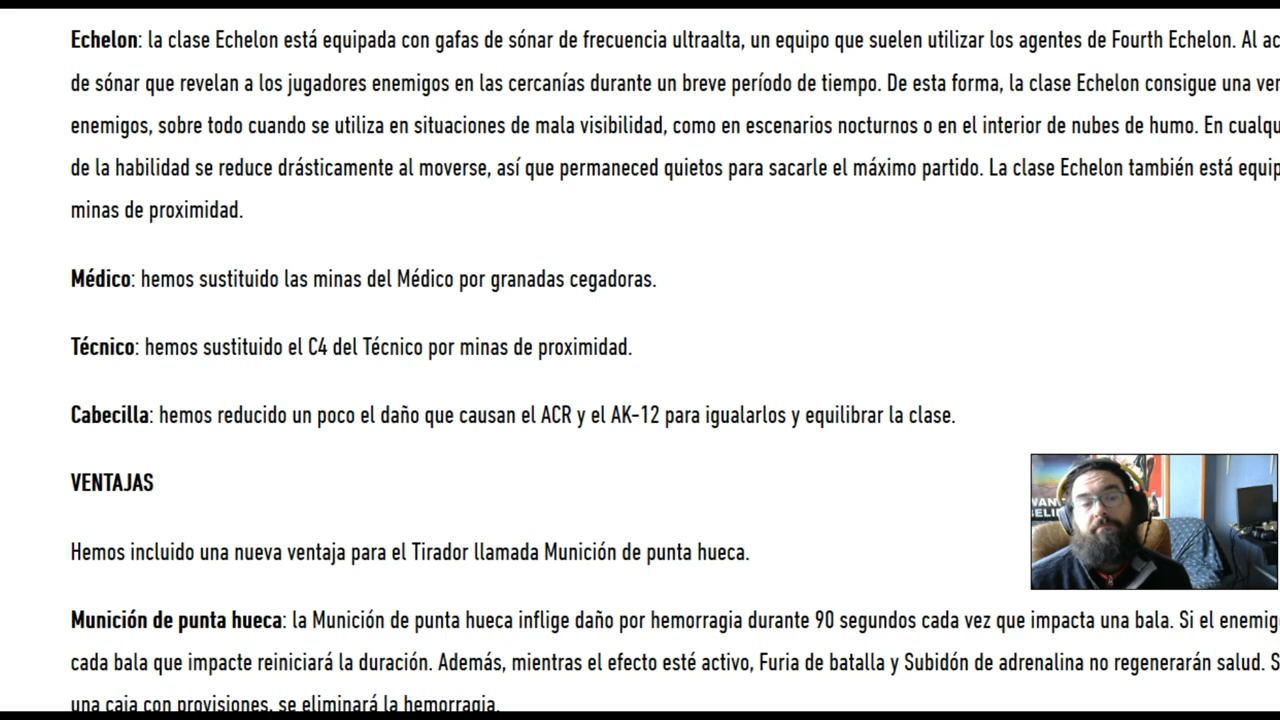 Echelon: la clase Echelon está equipada con gafas de sónar de frecuencia ultraalta, un equipo que suelen utilizar los agentes de Fourth Echelon. Al ac
de sónar que revelan a los jugadores enemigos en las cercanías durante un breve período de tiempo. De esta forma, la clase Echelon consigue una ver
enemigos, sobre todo cuando se utiliza en situaciones de mala visibilidad, como en escenarios nocturnos o en el interior de nubes de humo. En cualqu
de la habilidad se reduce drásticamente al moverse, así que permaneced quietos para sacarle el máximo partido. La clase Echelon también está equip
minas de proximidad.
Médico: hemos sustituido las minas del Médico por granadas cegadoras.
Técnico: hemos sustituido el C4 del Técnico por minas de proximidad.
Cabecilla: hemos reducido un poco el daño que causan el ACR y el AK-12 para igualarlos y equilibrar la clase.
VENTAJAS
Hemos incluido una nueva ventaja para el Tirador llamada Munición de punta hueca.
Munición de punta hueca: la Munición de punta hueca inflige daño por hemorragia durante 90 segundos cada vez que impacta una bala. Si el enemig
cada bala que impacte reiniciará la duración. Además, mientras el efecto esté activo, Furia de batalla y Subidón de adrenalina no regenerarán salud. S
una caja con provisiones, se eliminará la hemorragia.